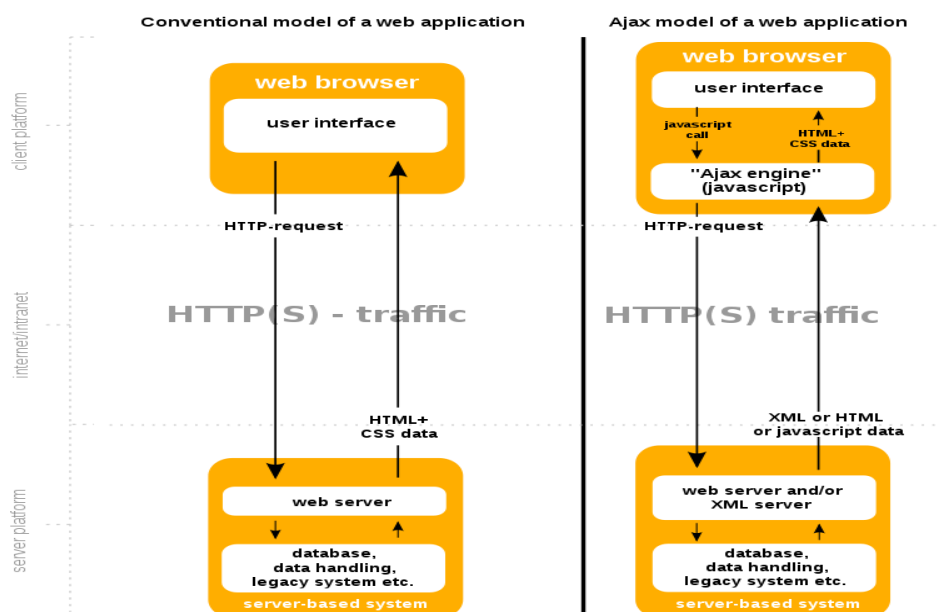 Conventional model of a web application
web browser
user interface
HTTP-request
HTTP(S) - traffic
HTML+
CSS data
web server
database,
data handling,
legacy system etc.
server-based system
Ajax model of a web application
web browser
user interface
javascript
call
HTML+
CSS data
"Ajax engine"
(javascript)
HTTP-request
HTTP(S) traffic
XML or HTML
or javascript data
web server and/or
XML server
database,
data handling,
legacy system etc.
server-based system
client platform
internet/intranet
server platform